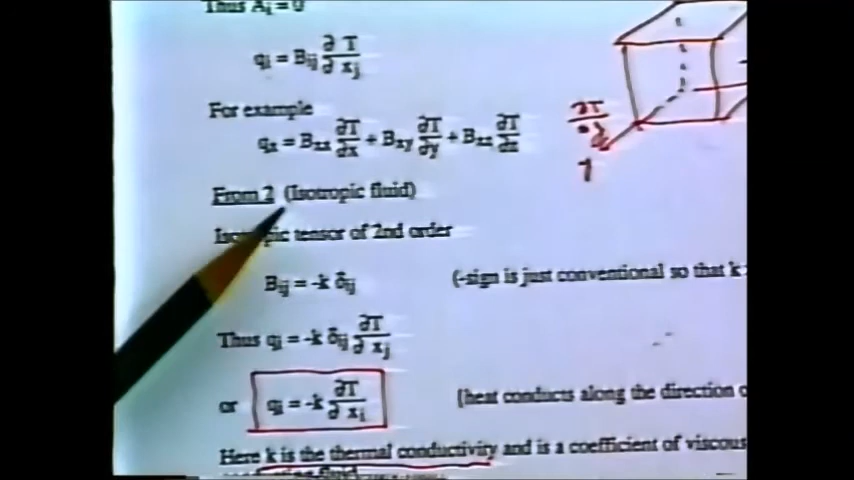 Thus Aᵢ = 0
qᵢ = Bᵢⱼ ∂T/∂xⱼ
For example
qₓ = Bₓₓ ∂T/∂x + Bₓᵧ ∂T/∂y + Bₓz ∂T/∂z
∂T/∂y
From 2 (Isotropic fluid)
Isotropic tensor of 2nd order
Bᵢⱼ = -k δᵢⱼ (-sign is just conventional so that k
Thus qᵢ = -k δᵢⱼ ∂T/∂xⱼ
or qᵢ = -k ∂T/∂xᵢ (heat conducts along the direction o
Here k is the thermal conductivity and is a coefficient of viscous
fluid